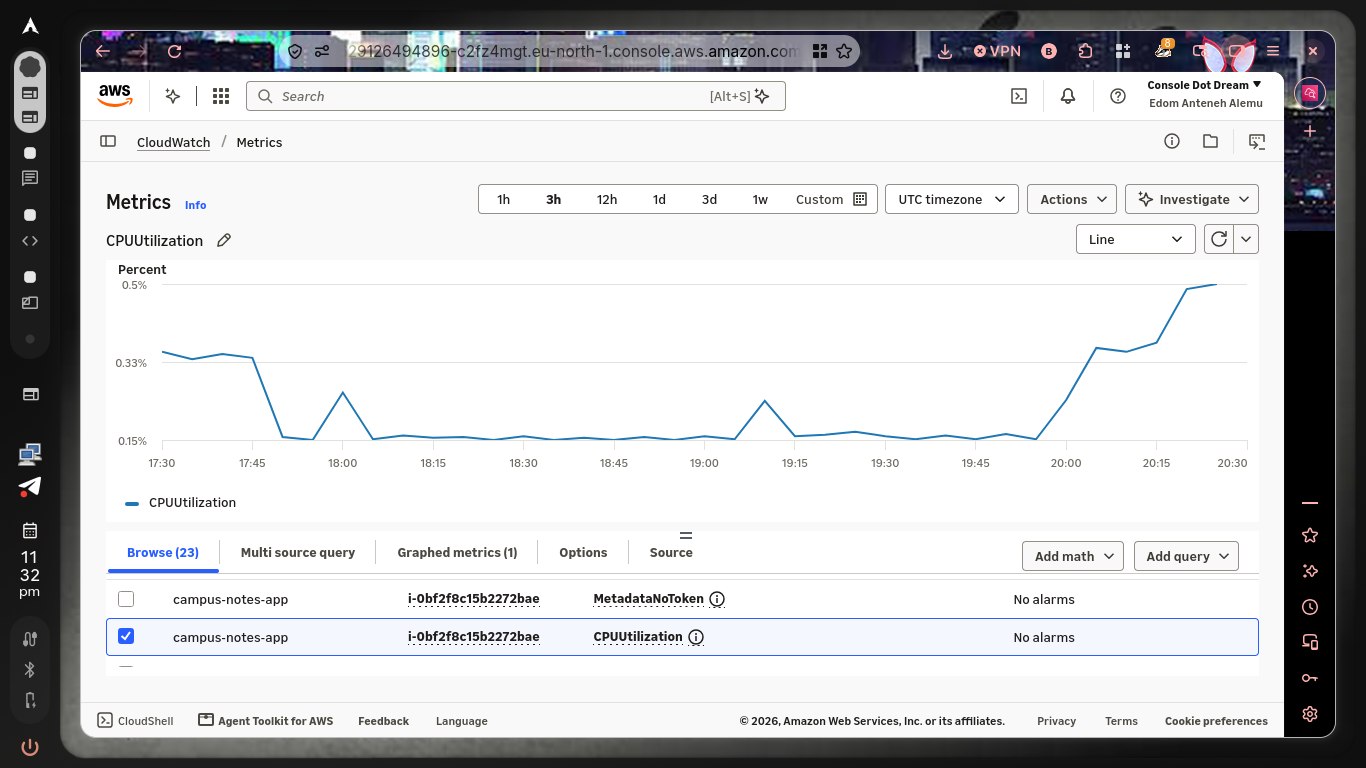 29126494896-c2fz4mgt.eu-north-1.console.aws.amazon.com
VPN
B
8
aws
Search
[Alt+S]
Console Dot Dream
Edom Anteneh Alemu
CloudWatch / Metrics
Metrics Info
1h 3h 12h 1d 3d 1w Custom
UTC timezone
Actions
Investigate
CPUUtilization
Line
Percent
0.5%
0.33%
0.15%
17:30 17:45 18:00 18:15 18:30 18:45 19:00 19:15 19:30 19:45 20:00 20:15 20:30
CPUUtilization
Browse (23) Multi source query Graphed metrics (1) Options Source
Add math Add query
campus-notes-app i-0bf2f8c15b2272bae MetadataNoToken No alarms
campus-notes-app i-0bf2f8c15b2272bae CPUUtilization No alarms
CloudShell Agent Toolkit for AWS Feedback Language © 2026, Amazon Web Services, Inc. or its affiliates. Privacy Terms Cookie preferences
11
32
pm